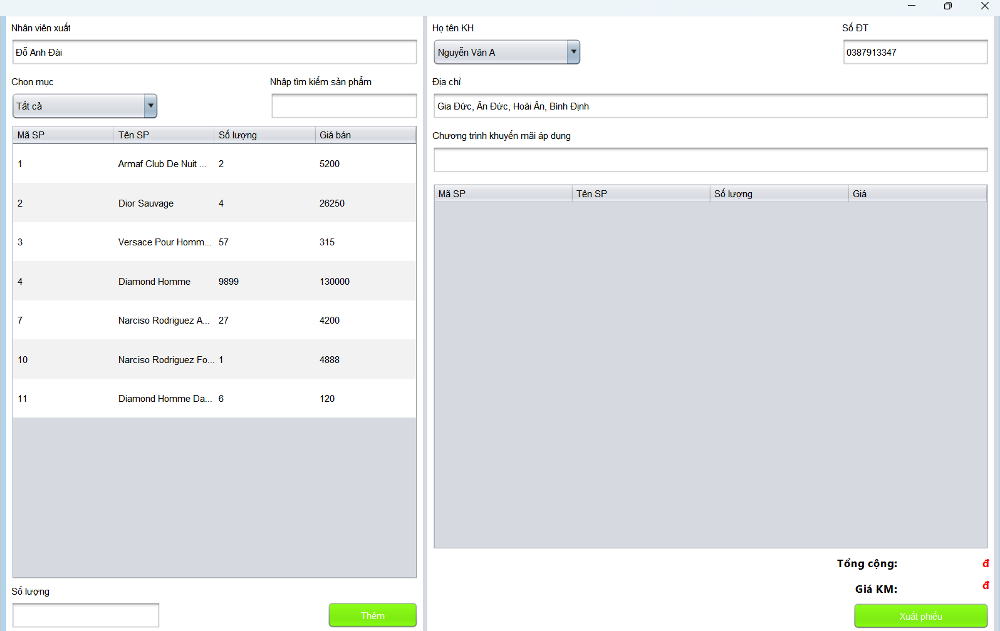 Nhân viên xuất
Đỗ Anh Đài
Chọn mục
Nhập tìm kiếm sản phẩm
Tất cả
Mã SP Tên SP Số lượng Giá bán
1 Armaf Club De Nuit ... 2 5200
2 Dior Sauvage 4 26250
3 Versace Pour Homm... 57 315
4 Diamond Homme 9899 130000
7 Narciso Rodriguez A... 27 4200
10 Narciso Rodriguez Fo... 1 4888
11 Diamond Homme Da... 6 120
Số lượng
Thêm
Họ tên KH
Số ĐT
Nguyễn Văn A
0387913347
Địa chỉ
Gia Đức, Ân Đức, Hoài Ân, Bình Định
Chương trình khuyến mãi áp dụng
Mã SP Tên SP Số lượng Giá
Tổng cộng: đ
Giá KM: đ
Xuất phiếu